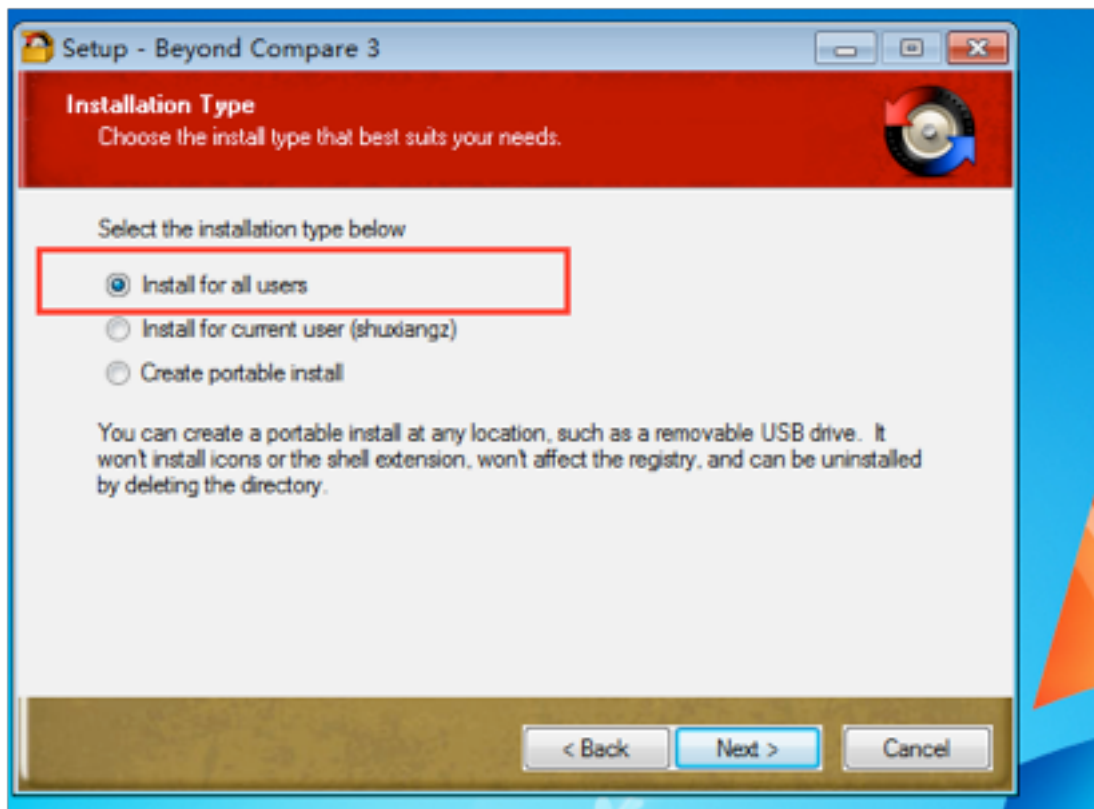 Setup - Beyond Compare 3
Installation Type
Choose the install type that best suits your needs.
Select the installation type below
Install for all users
Install for current user (shuxiangz)
Create portable install
You can create a portable install at any location, such as a removable USB drive. It
won't install icons or the shell extension, won't affect the registry, and can be uninstalled
by deleting the directory.
< Back Next > Cancel